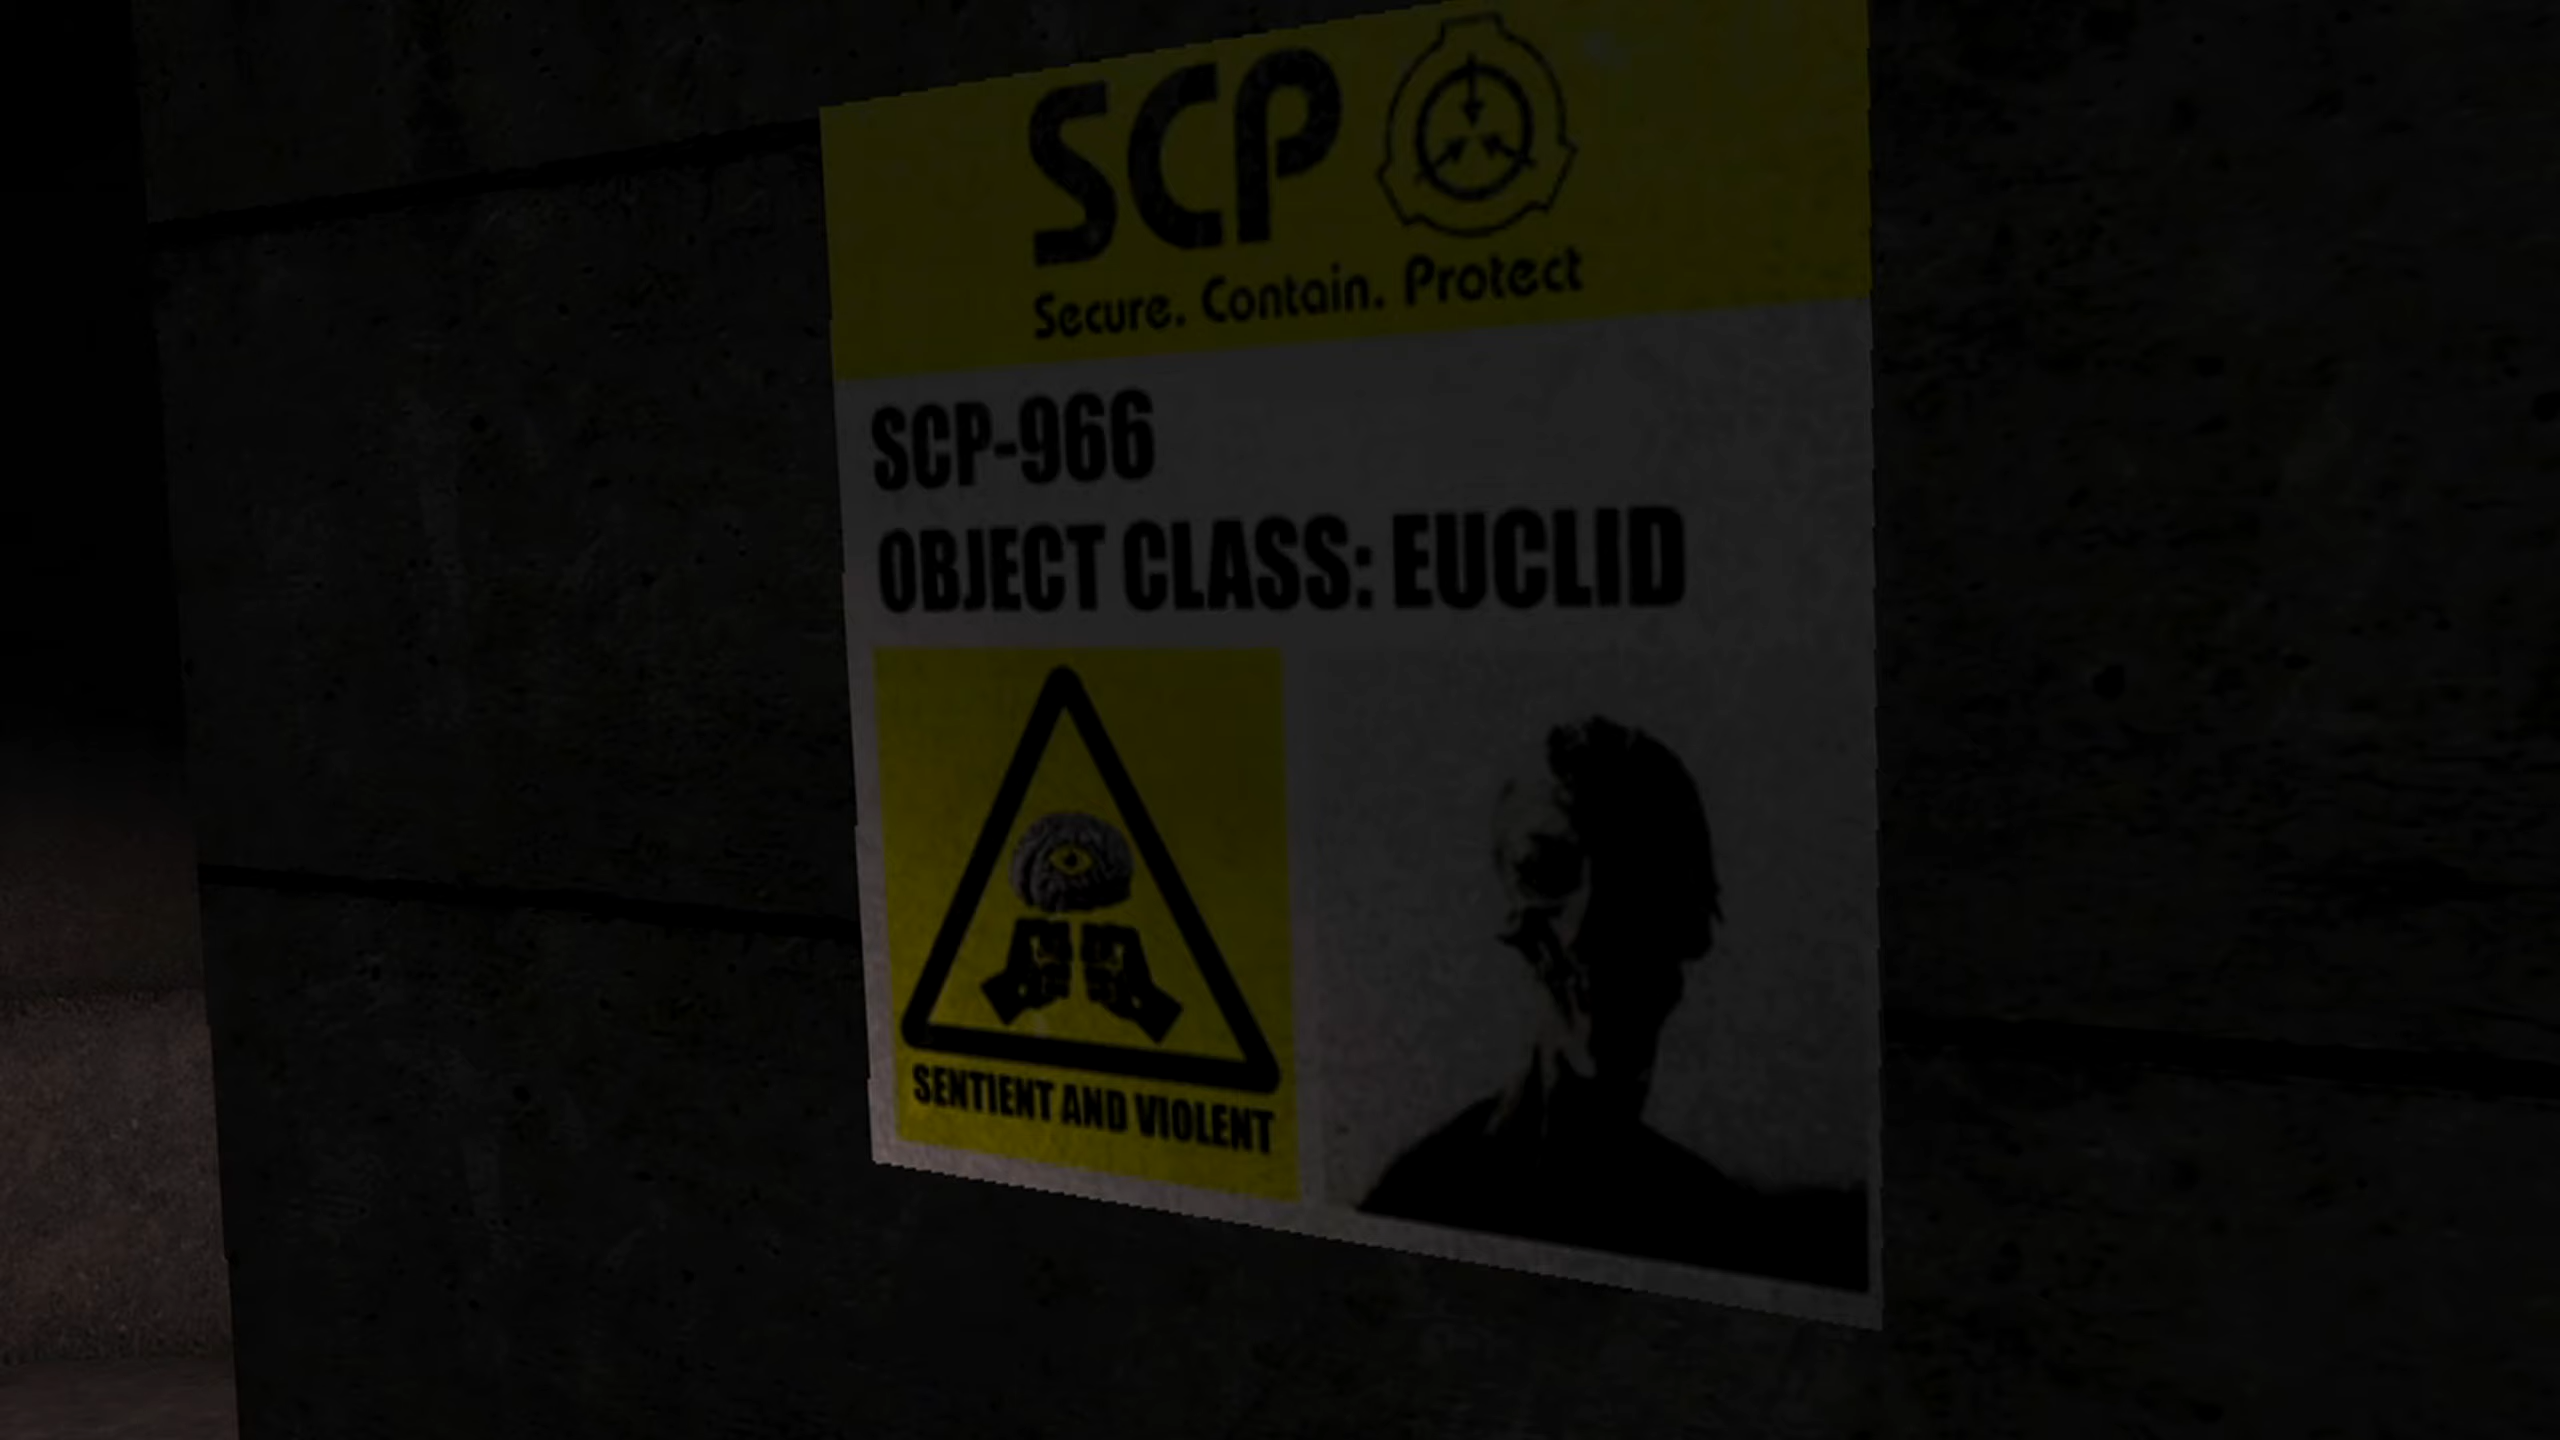 SCP
Secure. Contain. Protect
SCP-966
OBJECT CLASS: EUCLID
SENTIENT AND VIOLENT